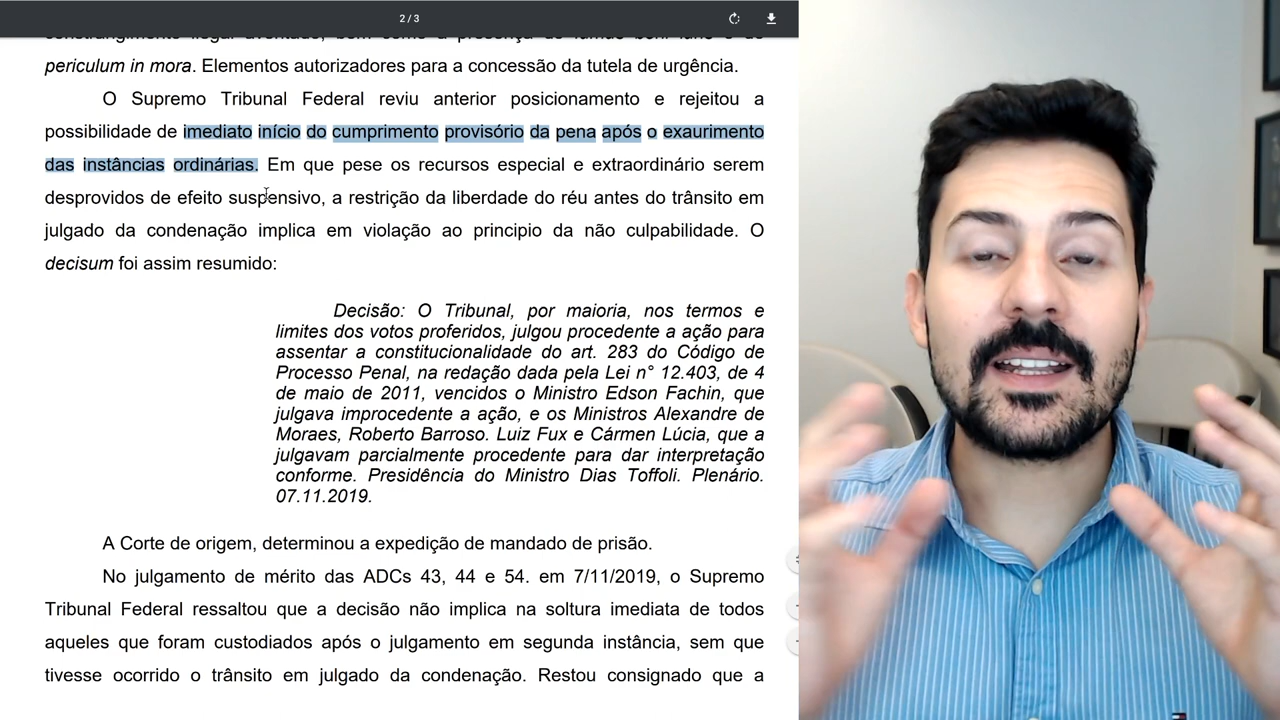 2 / 3
periculum in mora. Elementos autorizadores para a concessão da tutela de urgência.
O Supremo Tribunal Federal reviu anterior posicionamento e rejeitou a
possibilidade de imediato início do cumprimento provisório da pena após o exaurimento
das instâncias ordinárias. Em que pese os recursos especial e extraordinário serem
desprovidos de efeito suspensivo, a restrição da liberdade do réu antes do trânsito em
julgado da condenação implica em violação ao principio da não culpabilidade. O
decisum foi assim resumido:
Decisão: O Tribunal, por maioria, nos termos e
limites dos votos proferidos, julgou procedente a ação para
assentar a constitucionalidade do art. 283 do Código de
Processo Penal, na redação dada pela Lei n° 12.403, de 4
de maio de 2011, vencidos o Ministro Edson Fachin, que
julgava improcedente a ação, e os Ministros Alexandre de
Moraes, Roberto Barroso. Luiz Fux e Cármen Lúcia, que a
julgavam parcialmente procedente para dar interpretação
conforme. Presidência do Ministro Dias Toffoli. Plenário.
07.11.2019.
A Corte de origem, determinou a expedição de mandado de prisão.
No julgamento de mérito das ADCs 43, 44 e 54. em 7/11/2019, o Supremo
Tribunal Federal ressaltou que a decisão não implica na soltura imediata de todos
aqueles que foram custodiados após o julgamento em segunda instância, sem que
tivesse ocorrido o trânsito em julgado da condenação. Restou consignado que a